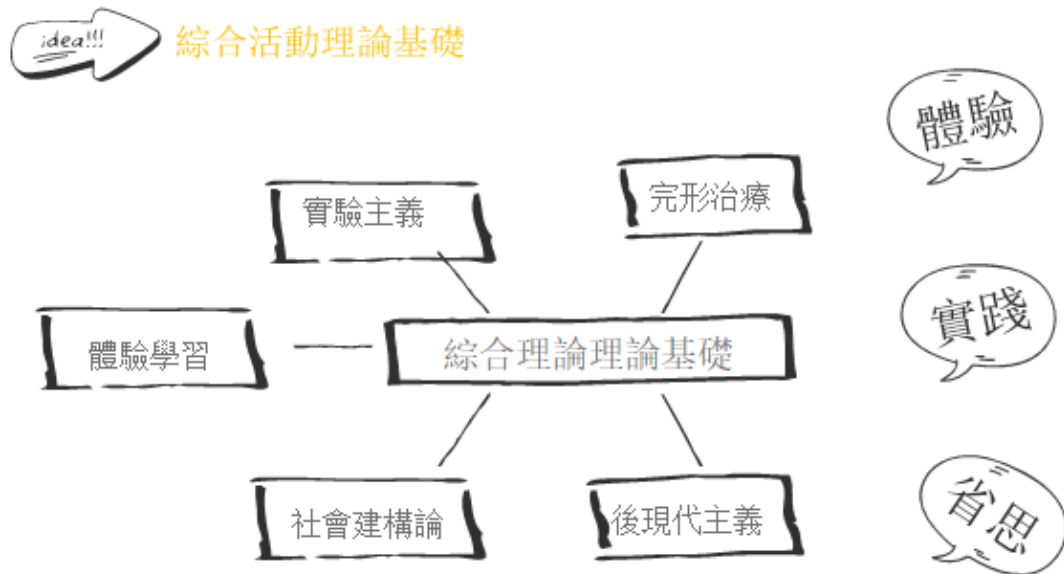 idea!!!
綜合活動理論基礎
體驗
實驗主義
完形治療
實踐
體驗學習
綜合理論理論基礎
社會建構論
後現代主義
省思